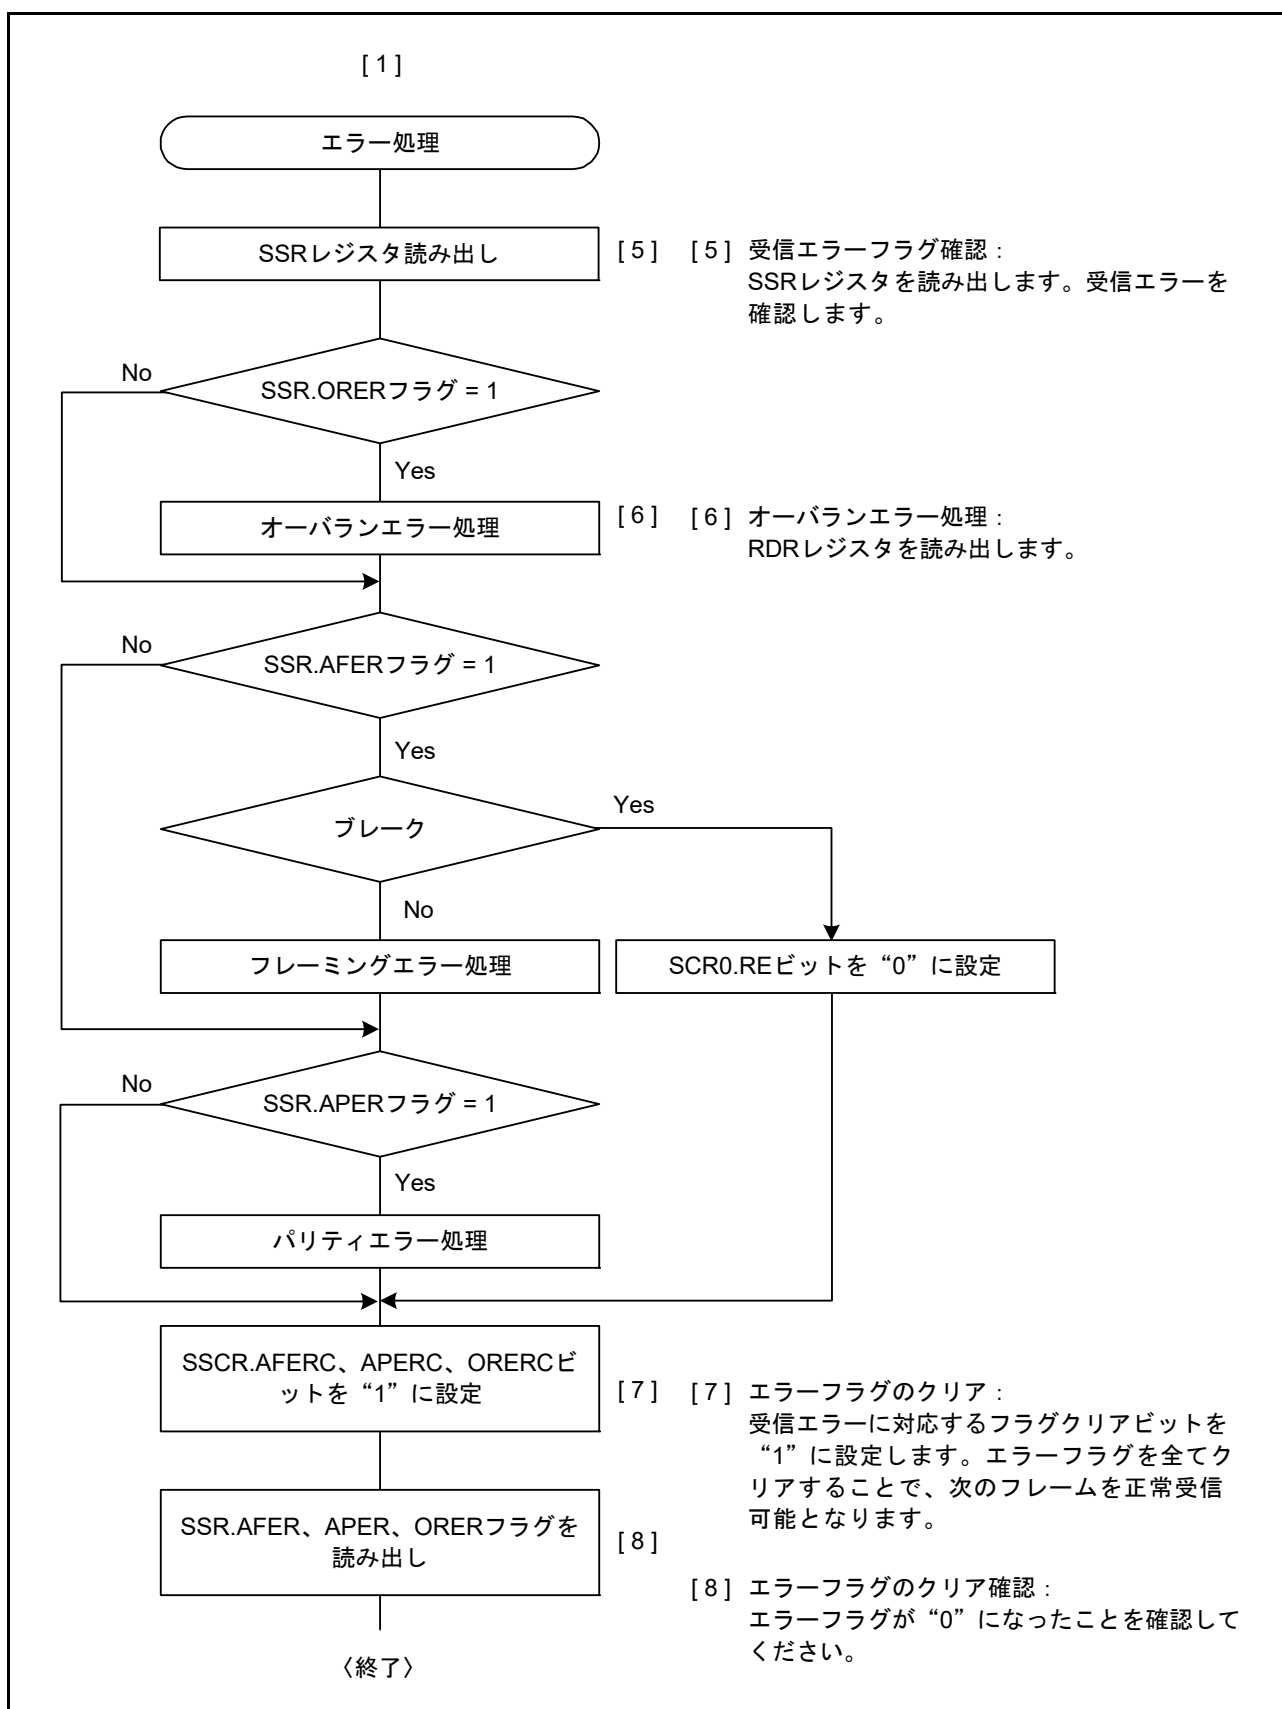 [ 1 ]
エラー処理
SSRレジスタ読み出し
[ 5 ]
[ 5 ] 受信エラーフラグ確認：
SSRレジスタを読み出します。受信エラーを
確認します。
No
SSR.ORERフラグ = 1
Yes
オーバランエラー処理
[ 6 ]
[ 6 ] オーバランエラー処理：
RDRレジスタを読み出します。
No
SSR.AFERフラグ = 1
Yes
ブレーク
Yes
No
フレーミングエラー処理
SCR0.REビットを“0”に設定
No
SSR.APERフラグ = 1
Yes
パリティエラー処理
SSCR.AFERC、APERC、ORERCビ
ットを“1”に設定
[ 7 ]
[ 7 ] エラーフラグのクリア：
受信エラーに対応するフラグクリアビットを
“1”に設定します。エラーフラグを全てク
リアすることで、次のフレームを正常受信
可能となります。
SSR.AFER、APER、ORERフラグを
読み出し
[ 8 ]
[ 8 ] エラーフラグのクリア確認：
エラーフラグが“0”になったことを確認して
ください。
〈終了〉